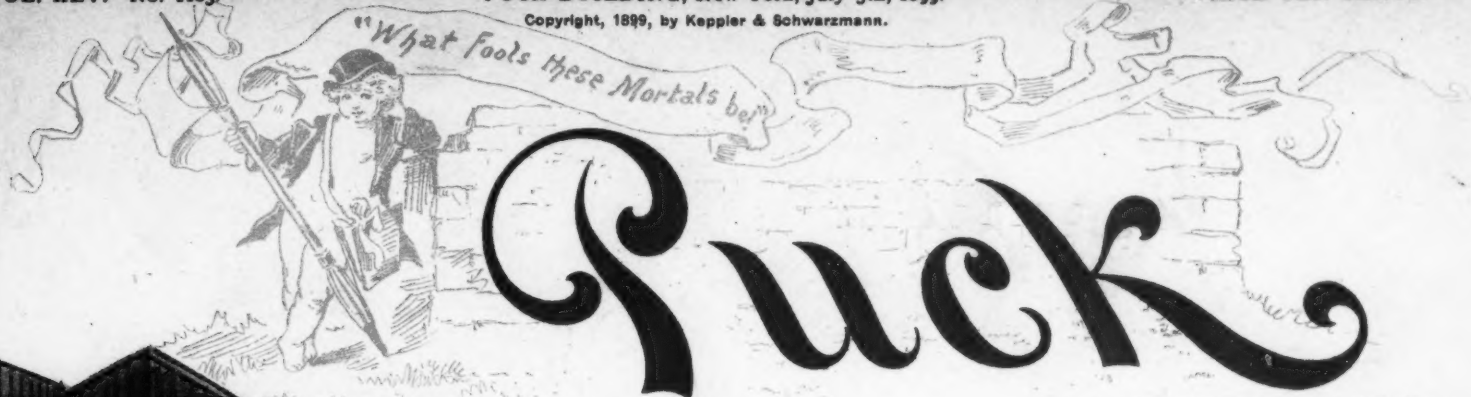 Copyright, 1899, by Keppler & Schwarzmann.
"What Fools these Mortals be!"
Puck